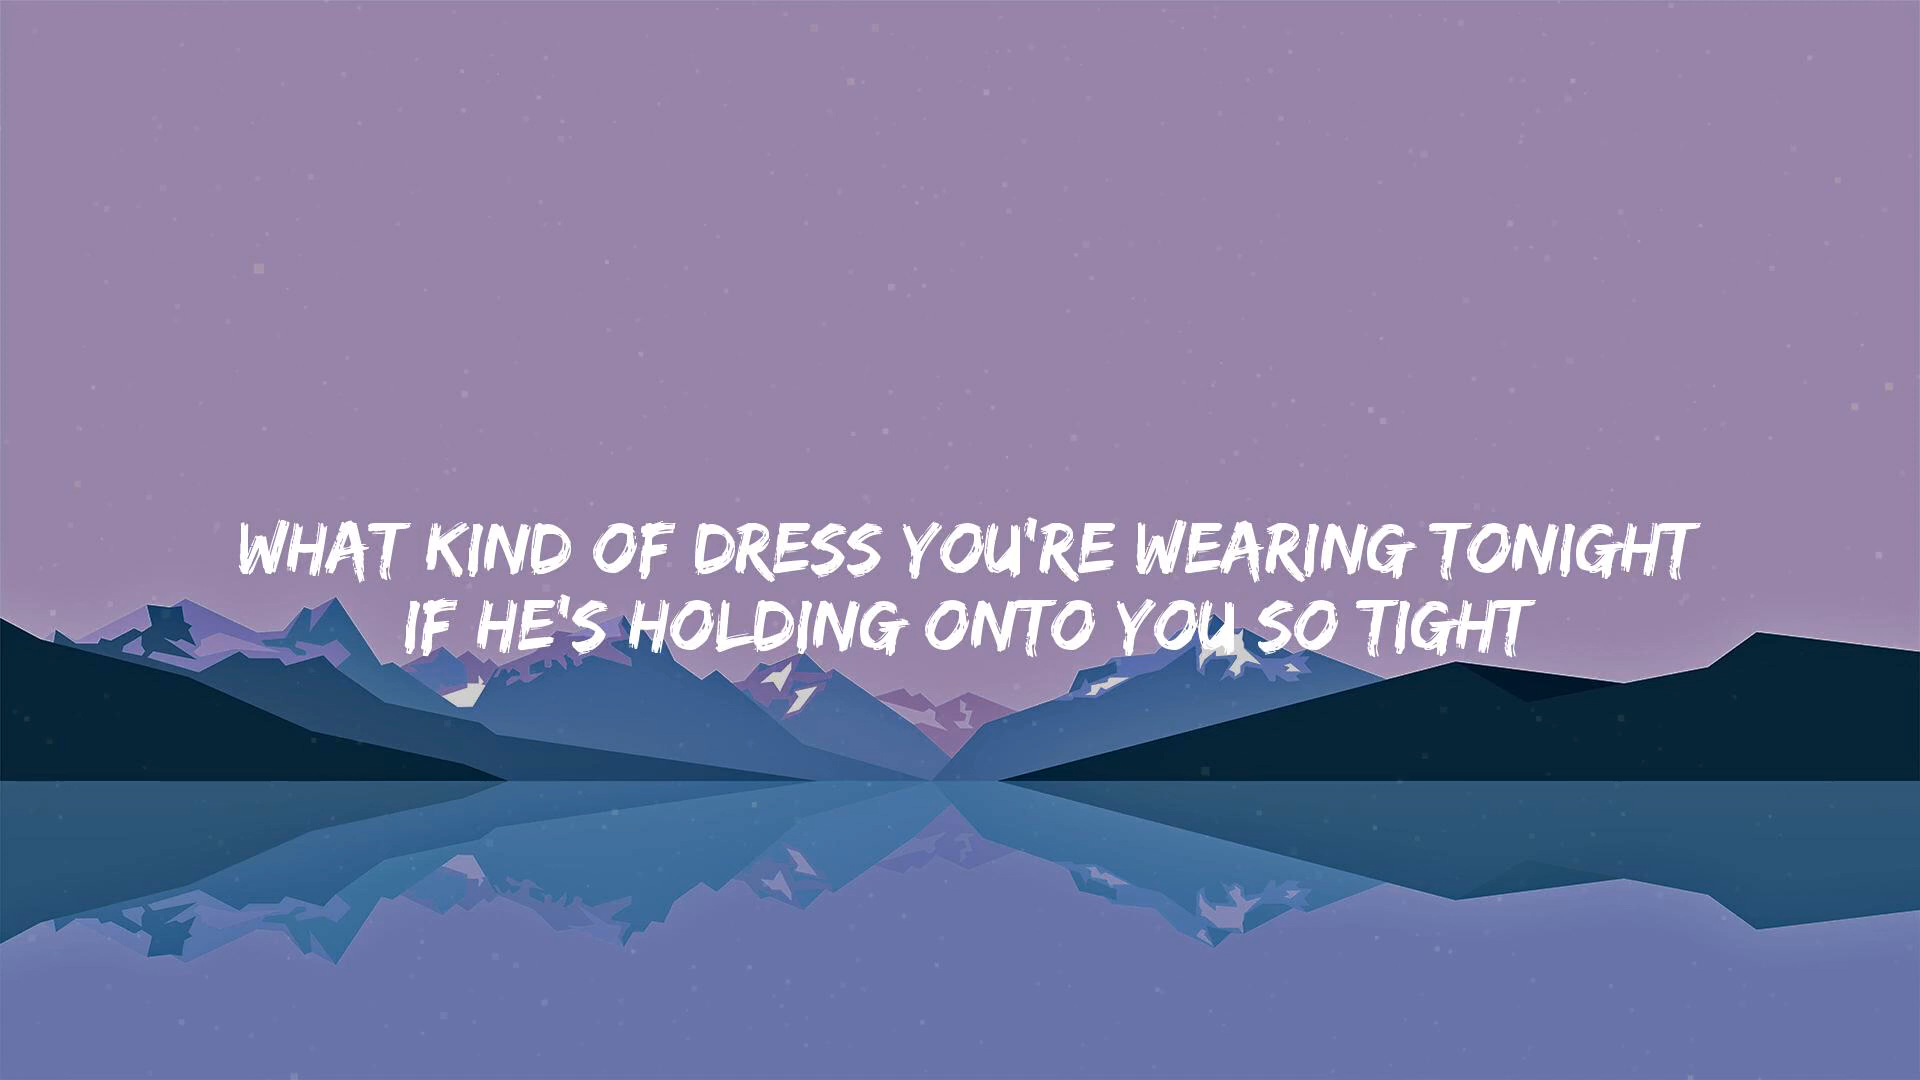 WHAT KIND OF DRESS YOU'RE WEARING TONIGHT
IF HE'S HOLDING ONTO YOU SO TIGHT